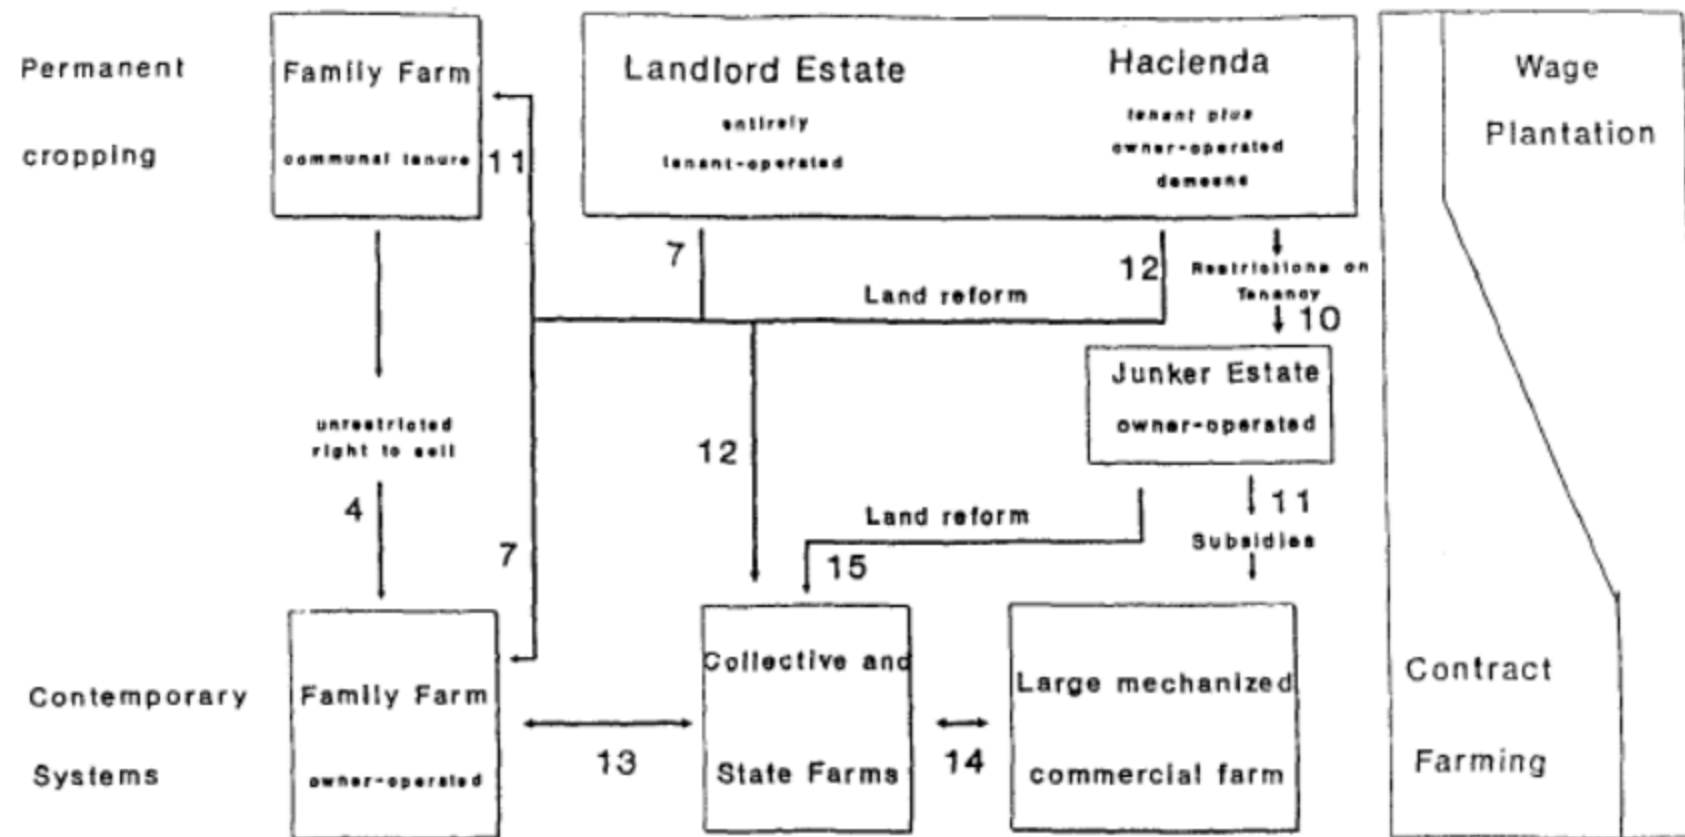 Permanent
cropping
Family Farm
communal tenure
11
Landlord Estate
entirely
tenant-operated
Hacienda
tenant plus
owner-operated
demesne
Wage
Plantation
7
12
Land reform
Restrictions on
Tenancy
10
Junker Estate
owner-operated
unrestricted
right to sell
4
12
7
Land reform
15
11
Subsidies
Contemporary
Systems
Family Farm
owner-operated
13
Collective and
State Farms
14
Large mechanized
commercial farm
Contract
Farming